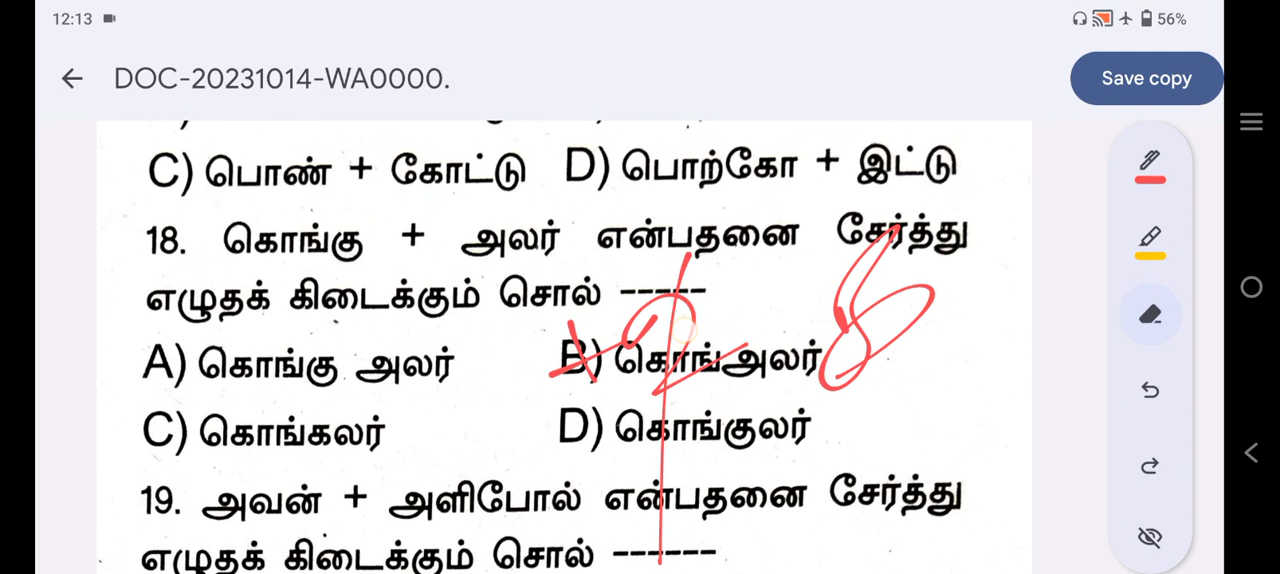 12:13 56%
DOC-20231014-WA0000. Save copy
C) பொண் + கோட்டு D) பொற்கோ + இட்டு
18. கொங்கு + அலர் என்பதனை சேர்த்து
எழுதக் கிடைக்கும் சொல் -----
A) கொங்கு அலர் B) கொங்அலர்
C) கொங்கலர் D) கொங்குலர்
19. அவன் + அளிபோல் என்பதனை சேர்த்து
எழுதக் கிடைக்கும் சொல் ------